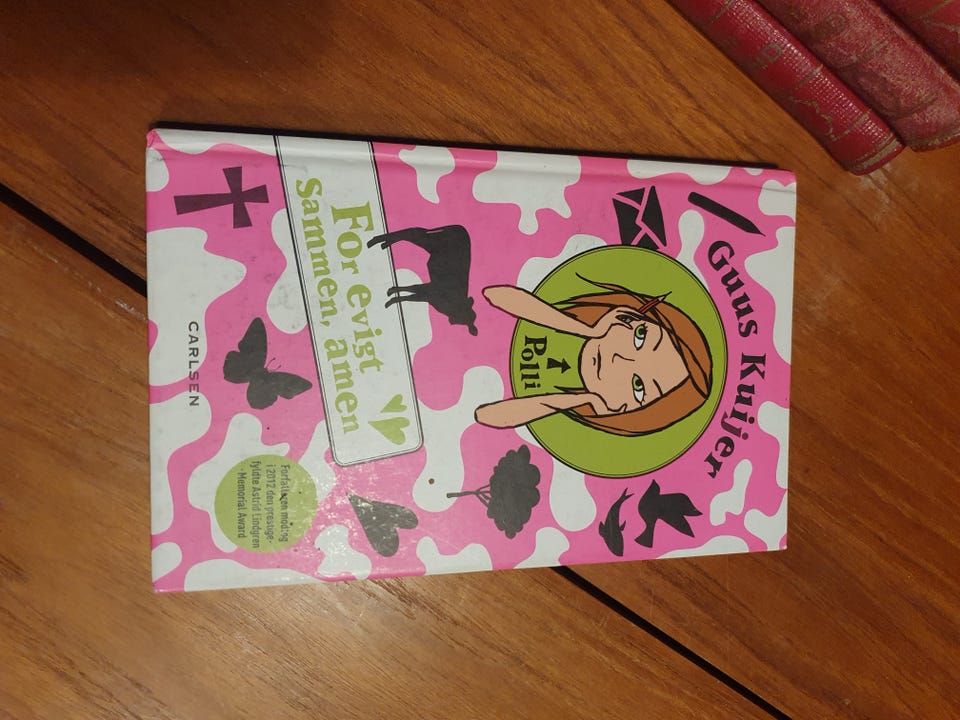 Guus Kuijer
Polli
For evigt
sammen, amen
Forfatteren modtog
i 2012 den prestige-
fyldte Astrid Lindgren
-Memorial Award
CARLSEN